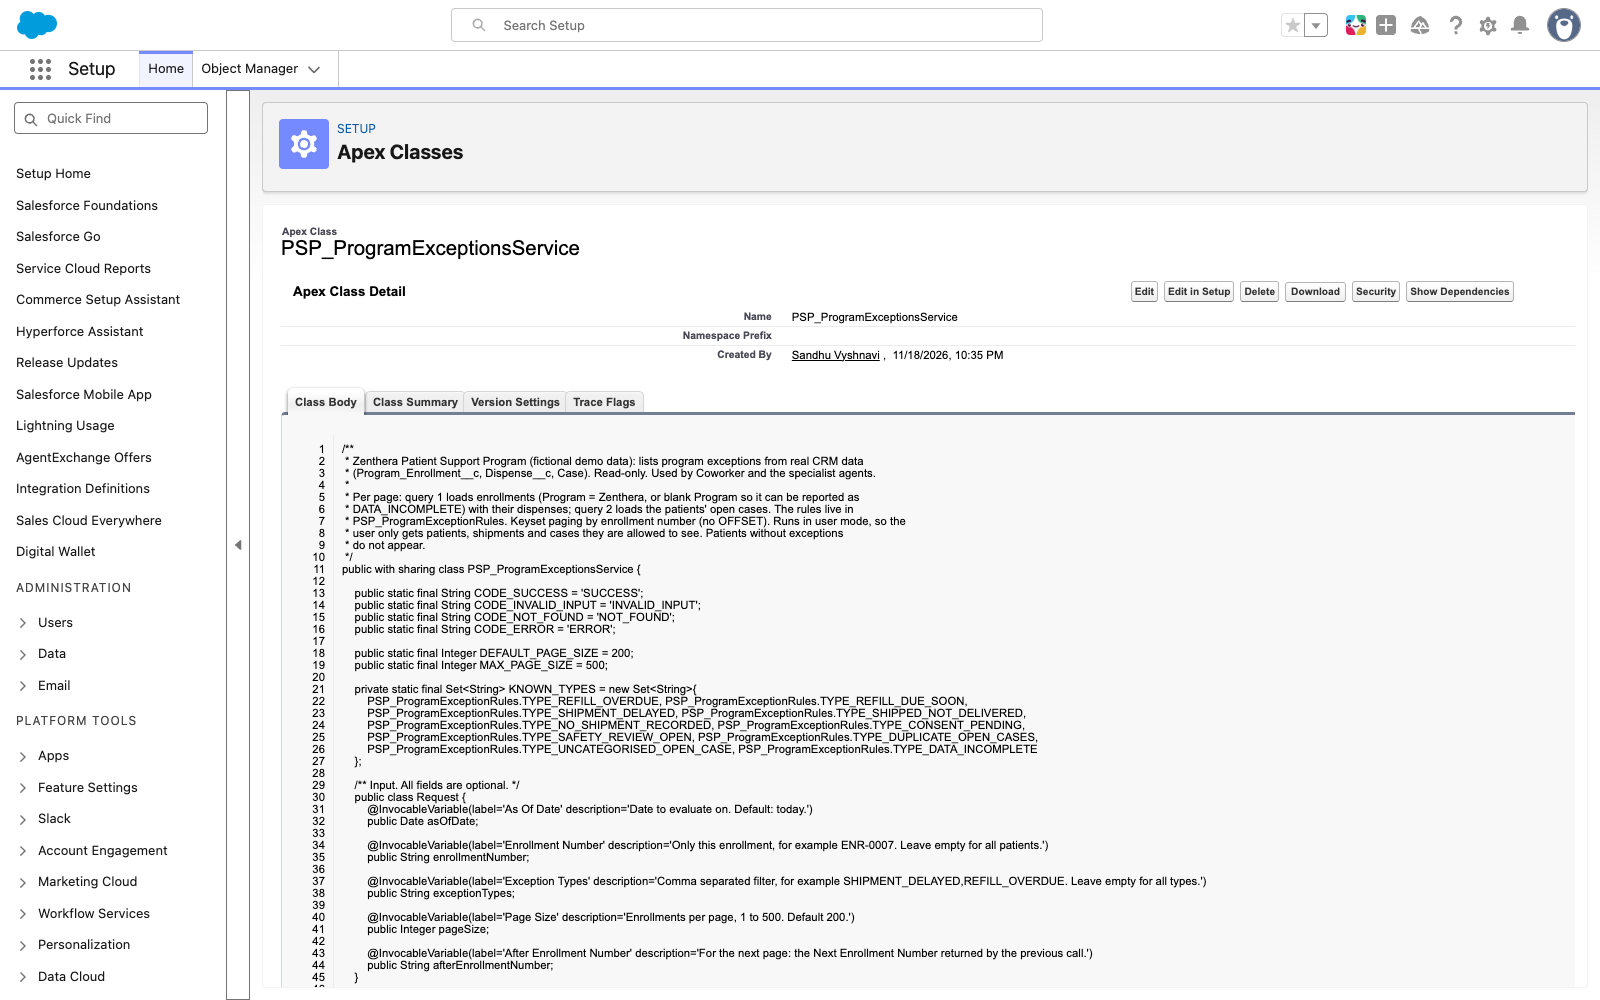 Search Setup
Setup
Home
Object Manager
Quick Find
Setup Home
Salesforce Foundations
Salesforce Go
Service Cloud Reports
Commerce Setup Assistant
Hyperforce Assistant
Release Updates
Salesforce Mobile App
Lightning Usage
AgentExchange Offers
Integration Definitions
Sales Cloud Everywhere
Digital Wallet
ADMINISTRATION
Users
Data
Email
PLATFORM TOOLS
Apps
Feature Settings
Slack
Account Engagement
Marketing Cloud
Workflow Services
Personalization
Data Cloud
SETUP
Apex Classes
Apex Class
PSP_ProgramExceptionsService
Apex Class Detail
Edit
Edit in Setup
Delete
Download
Security
Show Dependencies
Name PSP_ProgramExceptionsService
Namespace Prefix
Created By Sandhu Vyshnavi , 11/18/2026, 10:35 PM
Class Body
Class Summary
Version Settings
Trace Flags
1 /**
2 * Zenthera Patient Support Program (fictional demo data): lists program exceptions from real CRM data
3 * (Program_Enrollment__c, Dispense__c, Case). Read-only. Used by Coworker and the specialist agents.
4 *
5 * Per page: query 1 loads enrollments (Program = Zenthera, or blank Program so it can be reported as
6 * DATA_INCOMPLETE) with their dispenses; query 2 loads the patients' open cases. The rules live in
7 * PSP_ProgramExceptionRules. Keyset paging by enrollment number (no OFFSET). Runs in user mode, so the
8 * user only gets patients, shipments and cases they are allowed to see. Patients without exceptions
9 * do not appear.
10 */
11 public with sharing class PSP_ProgramExceptionsService {
12
13 public static final String CODE_SUCCESS = 'SUCCESS';
14 public static final String CODE_INVALID_INPUT = 'INVALID_INPUT';
15 public static final String CODE_NOT_FOUND = 'NOT_FOUND';
16 public static final String CODE_ERROR = 'ERROR';
17
18 public static final Integer DEFAULT_PAGE_SIZE = 200;
19 public static final Integer MAX_PAGE_SIZE = 500;
20
21 private static final Set<String> KNOWN_TYPES = new Set<String>{
22 PSP_ProgramExceptionRules.TYPE_REFILL_OVERDUE, PSP_ProgramExceptionRules.TYPE_REFILL_DUE_SOON,
23 PSP_ProgramExceptionRules.TYPE_SHIPMENT_DELAYED, PSP_ProgramExceptionRules.TYPE_SHIPPED_NOT_DELIVERED,
24 PSP_ProgramExceptionRules.TYPE_NO_SHIPMENT_RECORDED, PSP_ProgramExceptionRules.TYPE_CONSENT_PENDING,
25 PSP_ProgramExceptionRules.TYPE_SAFETY_REVIEW_OPEN, PSP_ProgramExceptionRules.TYPE_DUPLICATE_OPEN_CASES,
26 PSP_ProgramExceptionRules.TYPE_UNCATEGORISED_OPEN_CASE, PSP_ProgramExceptionRules.TYPE_DATA_INCOMPLETE
27 };
28
29 /** Input. All fields are optional. */
30 public class Request {
31 @InvocableVariable(label='As Of Date' description='Date to evaluate on. Default: today.')
32 public Date asOfDate;
33
34 @InvocableVariable(label='Enrollment Number' description='Only this enrollment, for example ENR-0007. Leave empty for all patients.')
35 public String enrollmentNumber;
36
37 @InvocableVariable(label='Exception Types' description='Comma separated filter, for example SHIPMENT_DELAYED,REFILL_OVERDUE. Leave empty for all types.')
38 public String exceptionTypes;
39
40 @InvocableVariable(label='Page Size' description='Enrollments per page, 1 to 500. Default 200.')
41 public Integer pageSize;
42
43 @InvocableVariable(label='After Enrollment Number' description='For the next page: the Next Enrollment Number returned by the previous call.')
44 public String afterEnrollmentNumber;
45 }